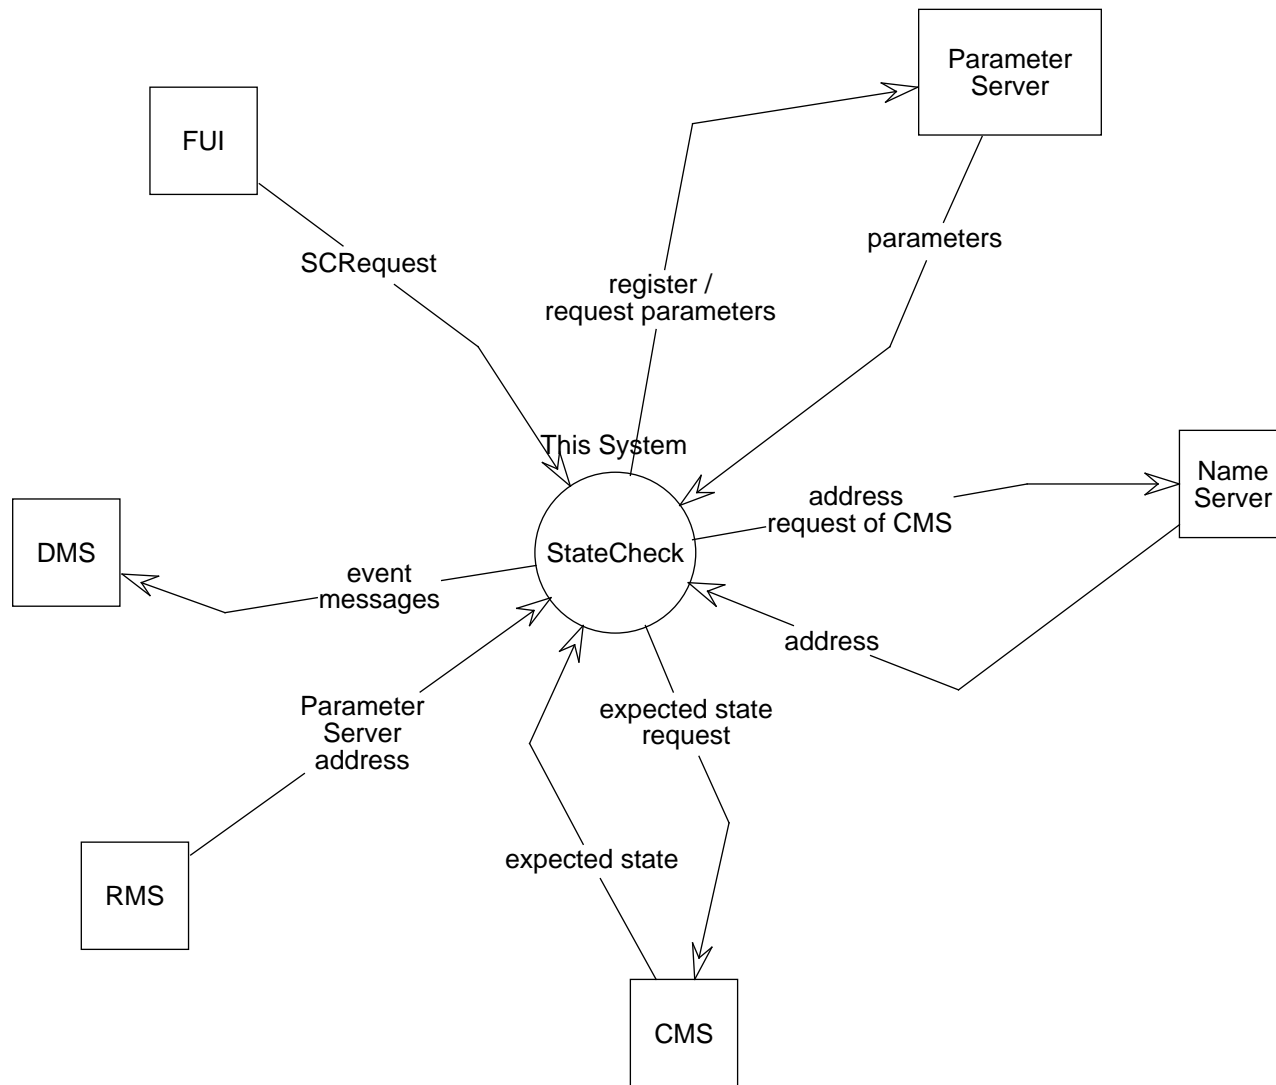 Parameter
Server
FUI
parameters
SCRequest
register /
request parameters
This System
Name
Server
address
request of CMS
StateCheck
DMS
event
messages
address
Parameter
Server
address
expected state
request
expected state
RMS
CMS